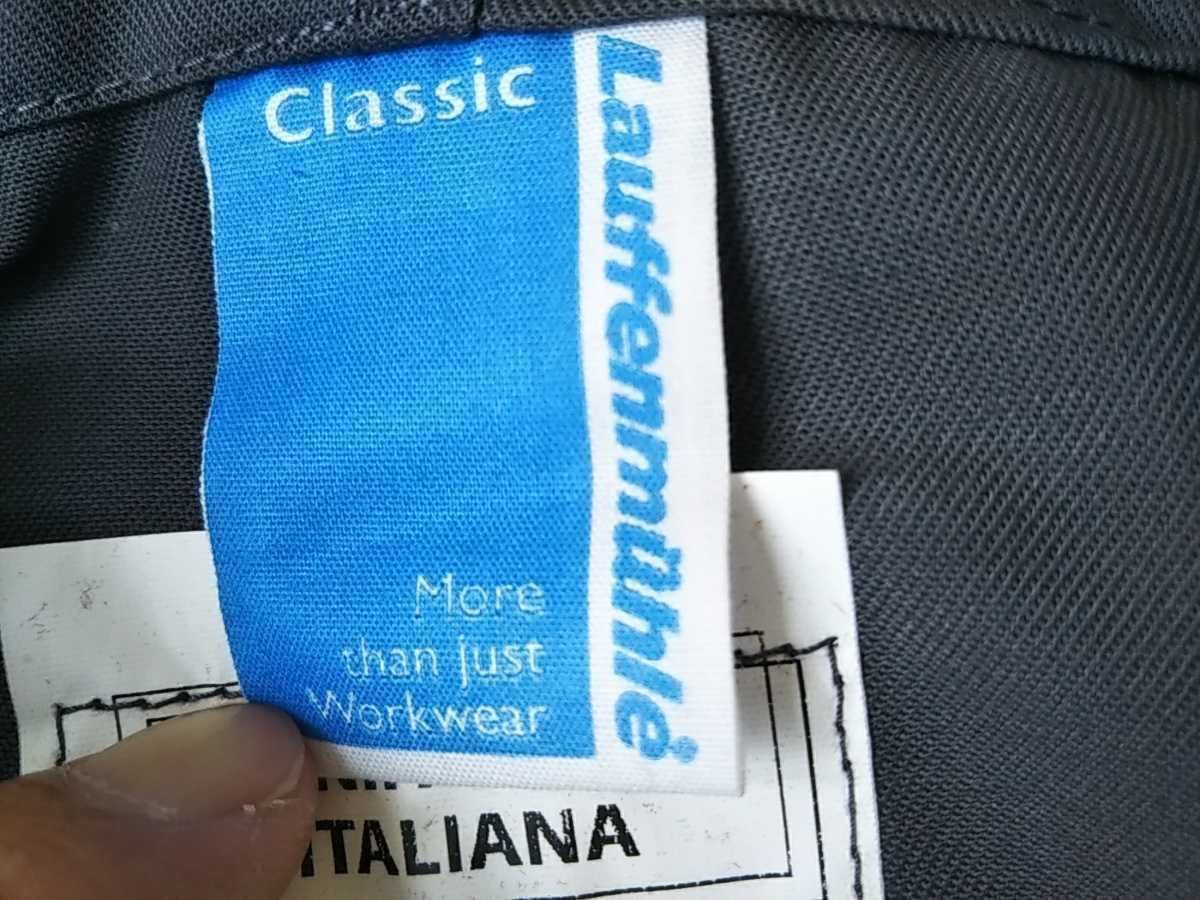 Classic
Lauffenmühle
More
than just
Workwear
ITALIANA